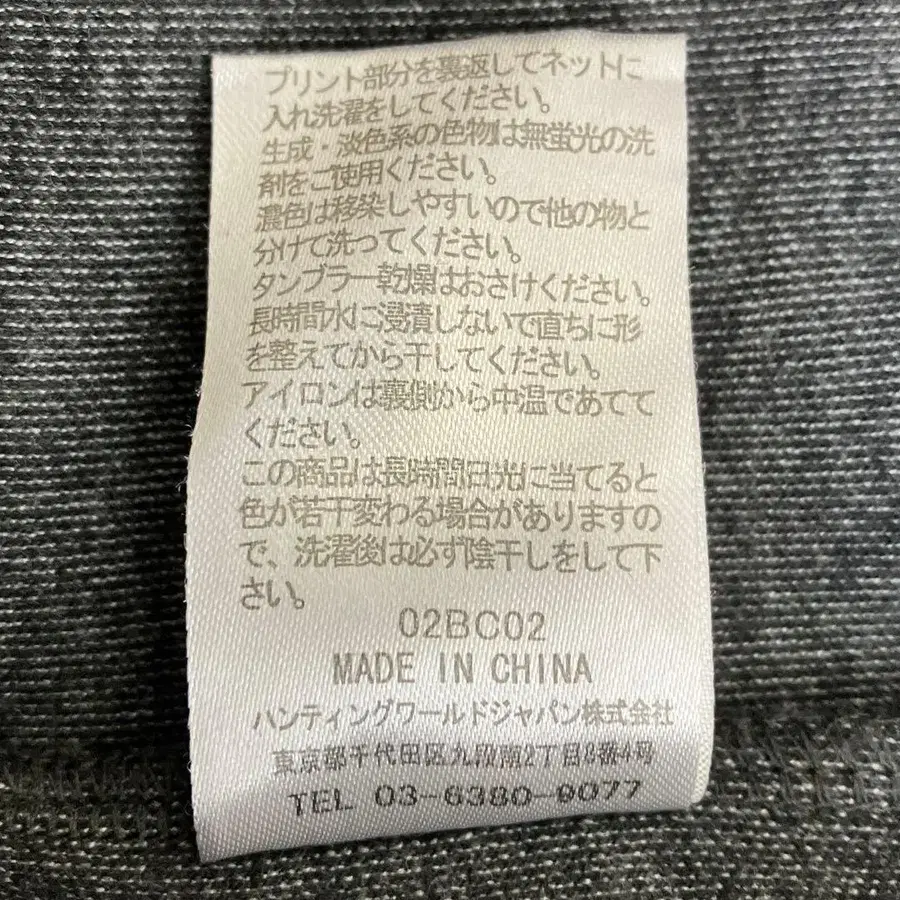 プリント部分を裏返してネットに
入れ洗濯をしてください。
生成・淡色系の色物は無蛍光の洗
剤をご使用ください。
濃色は移染しやすいので他の物と
分けて洗ってください。
タンブラー乾燥はおさけください。
長時間水に浸漬しないで直ちに形
を整えてから干してください。
アイロンは裏側から中温であてて
ください。
この商品は長時間日光に当てると
色が若干変わる場合がありますの
で、洗濯後は必ず陰干しをして下
さい。
02BC02
MADE IN CHINA
ハンティングワールドジャパン株式会社
東京都千代田区九段南2丁目8番4号
TEL 03-6380-9077